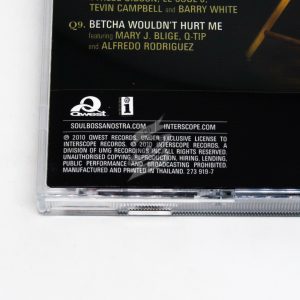 TEVIN CAMPBELL and BARRY WHITE
Q9. BETCHA WOULDN'T HURT ME
featuring MARY J. BLIGE, Q-TIP
and ALFREDO RODRIGUEZ
Qwest
i
SOULBOSSANOSTRA.COM INTERSCOPE.COM
℗ 2010 QWEST RECORDS, UNDER EXCLUSIVE LICENSE TO
INTERSCOPE RECORDS. © 2010 INTERSCOPE RECORDS, A
DIVISION OF UMG RECORDINGS INC. ALL RIGHTS RESERVED.
UNAUTHORISED COPYING, REPRODUCTION, HIRING, LENDING,
PUBLIC PERFORMANCE AND BROADCASTING PROHIBITED.
MANUFACTURED AND PRINTED IN THAILAND. 273 919-7